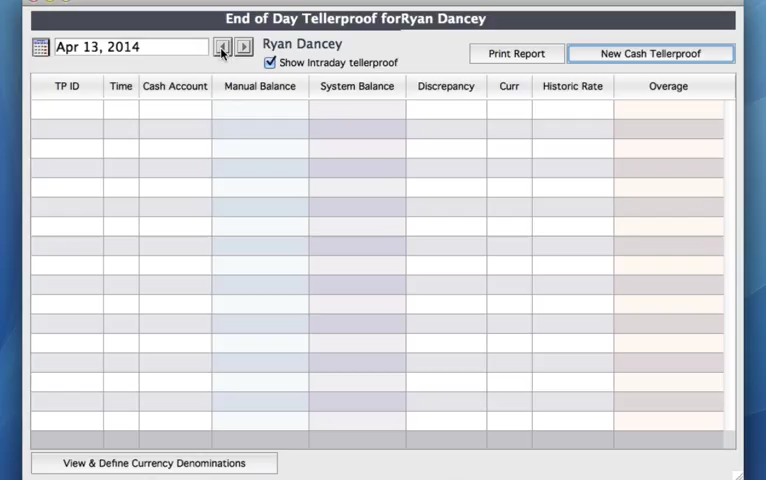 End of Day Tellerproof forRyan Dancey
Apr 13, 2014
Ryan Dancey
Show Intraday tellerproof
Print Report
New Cash Tellerproof
TP ID Time Cash Account Manual Balance System Balance Discrepancy Curr Historic Rate Overage
View & Define Currency Denominations